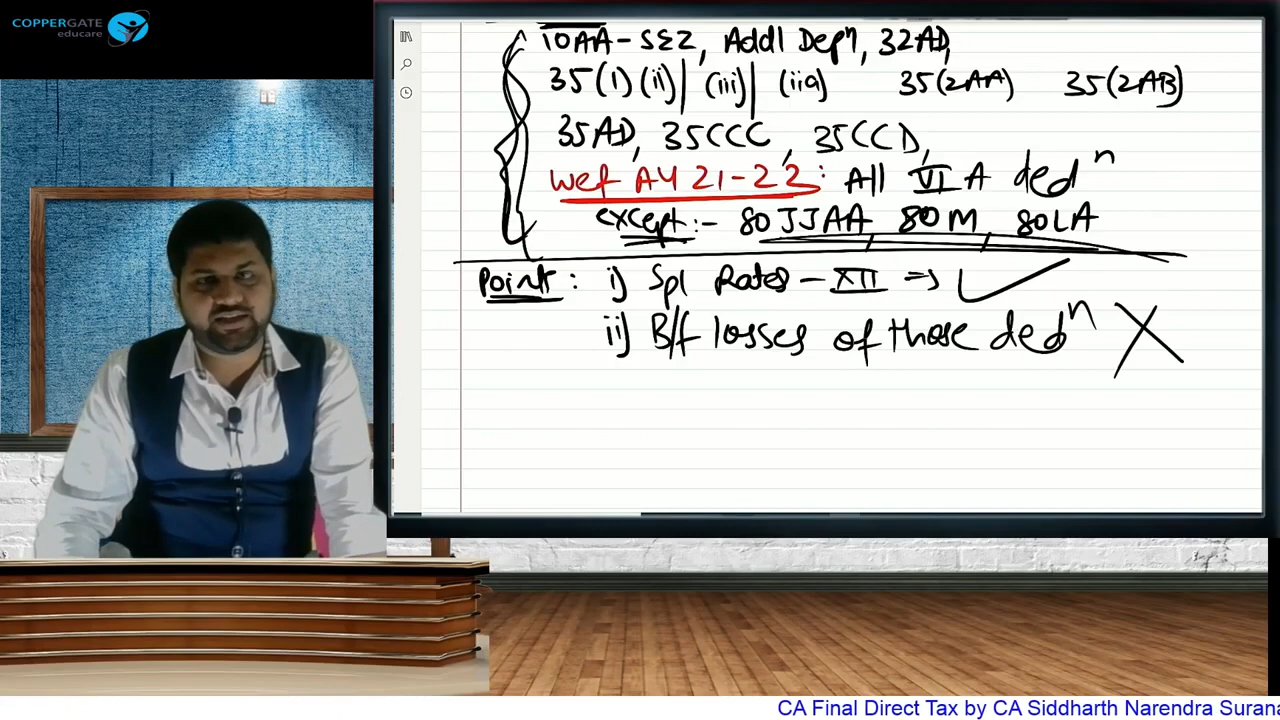 COPPERGATE
educare
10AA - SEZ, Addl Depⁿ, 32AD,
35(1)(ii)| (iii)| (iia) 35(2AA) 35(2AB)
35AD, 35CCC, 35CCD,
wef AY 21-22: All VIA dedⁿ
except:- 80JJAA 80M 80LA
Point: i) Spl Rates - XII ⇒ ✓
ii) B/f losses of those dedⁿ X
CA Final Direct Tax by CA Siddharth Narendra Surana